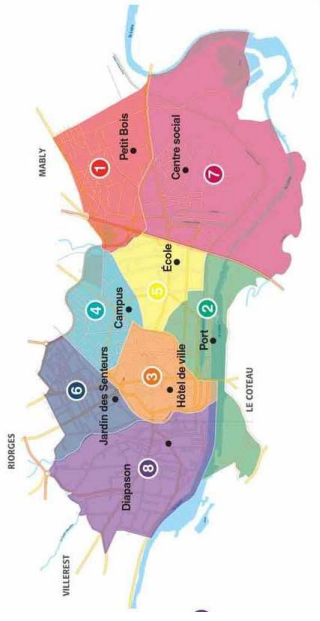 MABLY
1
Petit Bois
Centre social
7
École
5
4
Campus
2
Port
3
Hôtel de ville
LE COTEAU
6
Jardin des Senteurs
RIORGES
Diapason
8
VILLEREST